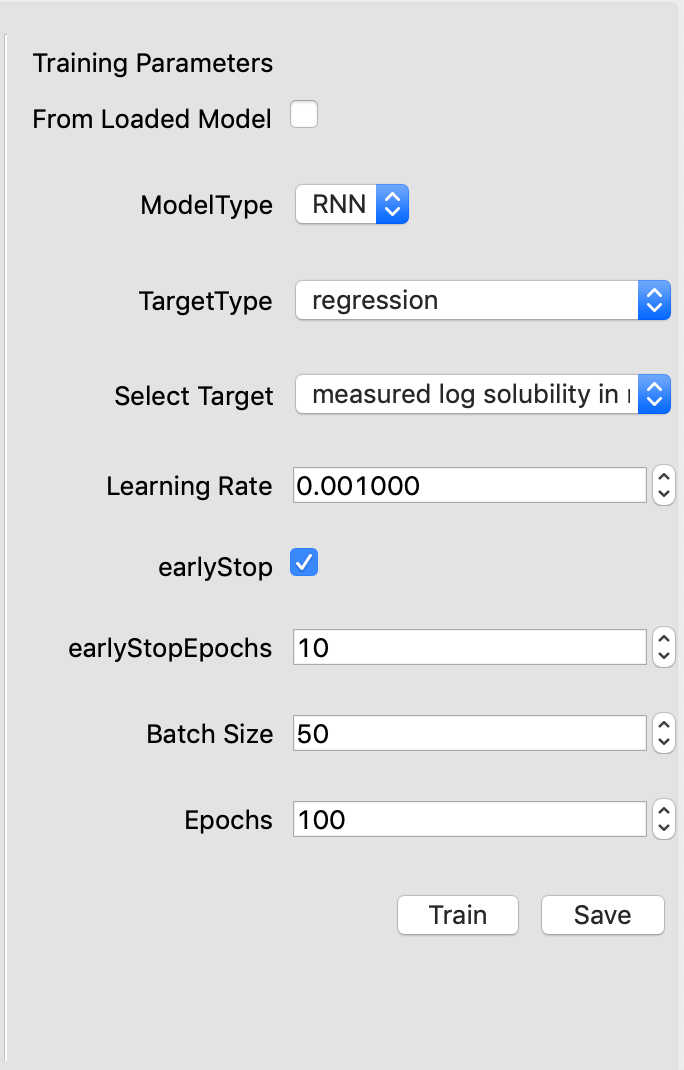 Training Parameters
From Loaded Model
ModelType RNN
TargetType regression
Select Target measured log solubility in
Learning Rate 0.001000
earlyStop
earlyStopEpochs 10
Batch Size 50
Epochs 100
Train Save